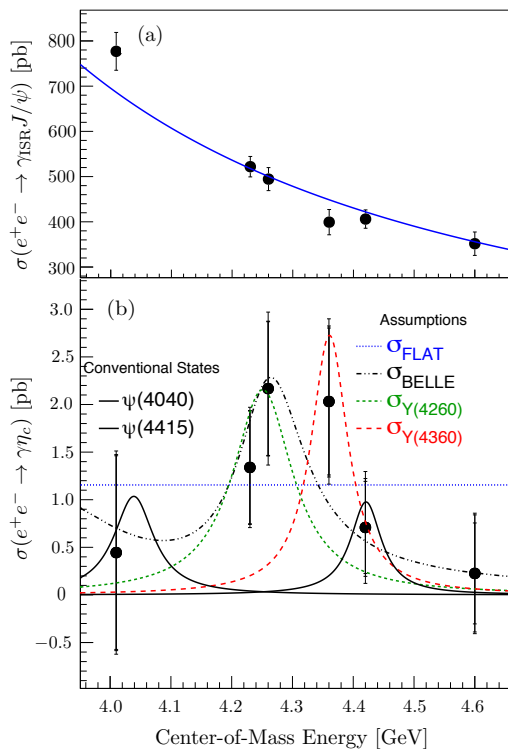 (a)
σ(e⁺e⁻ → γ_ISR J/ψ) [pb]
800
700
600
500
400
300
(b)
σ(e⁺e⁻ → γη_c) [pb]
3.0
2.5
2.0
1.5
1.0
0.5
0
−0.5
Conventional States
ψ(4040)
ψ(4415)
Assumptions
σ_FLAT
σ_BELLE
σ_Y(4260)
σ_Y(4360)
4.0 4.1 4.2 4.3 4.4 4.5 4.6
Center-of-Mass Energy [GeV]